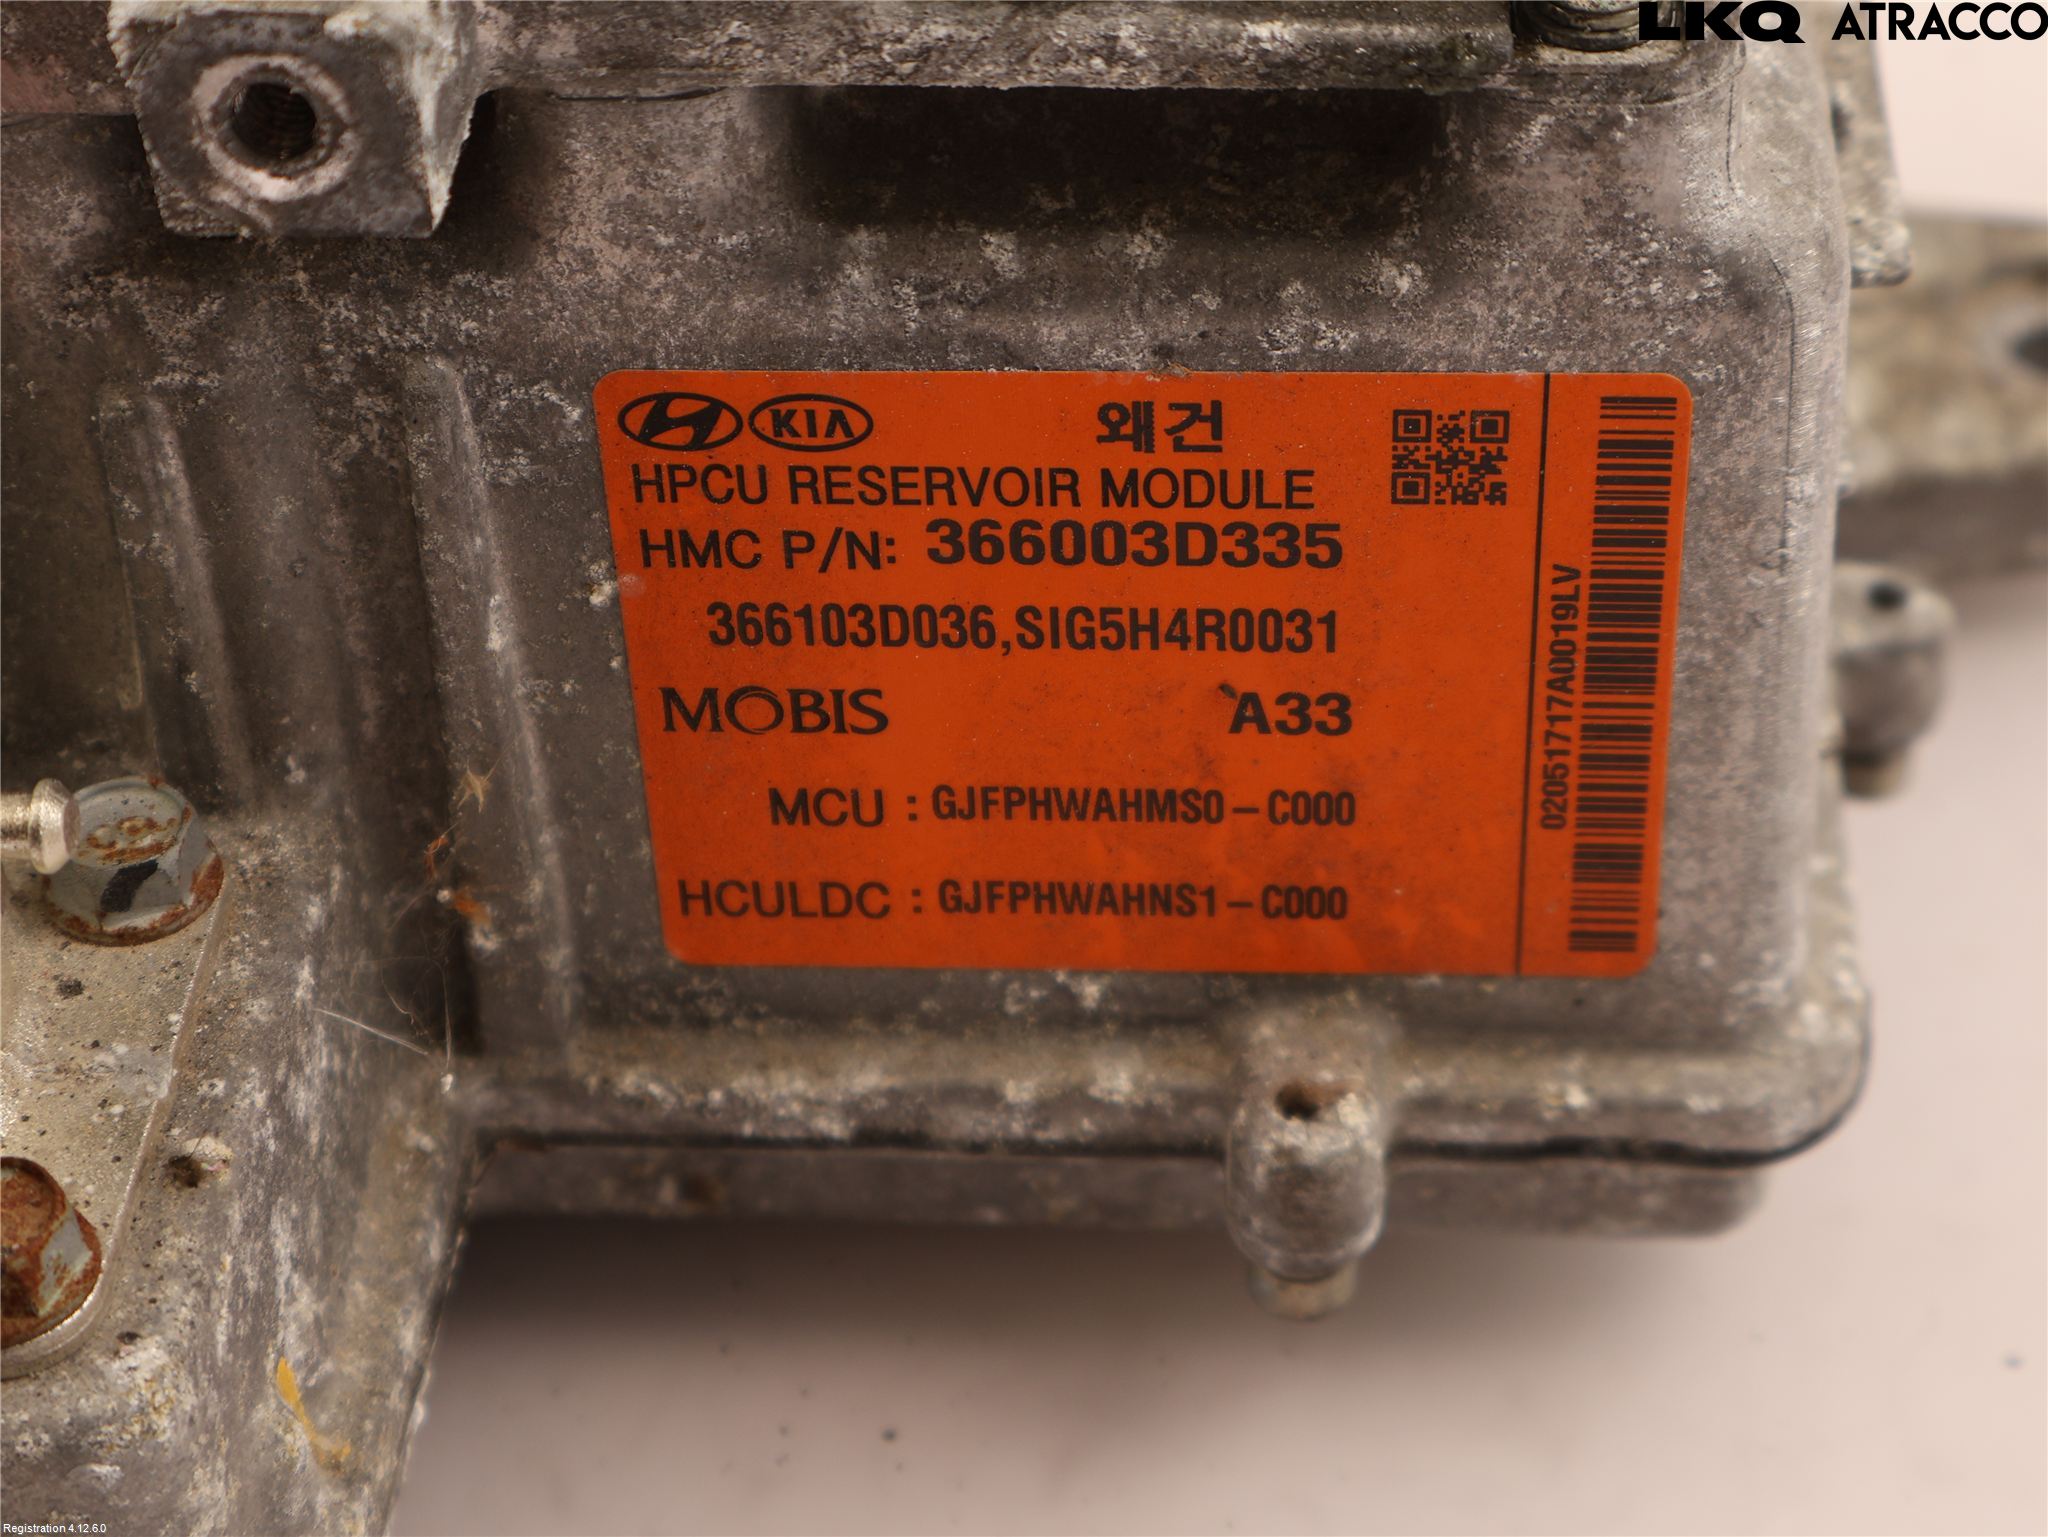 LKQ ATRACCO
KIA 왜건
HPCU RESERVOIR MODULE
HMC P/N: 366003D335
366103D036,SIG5H4R0031
MOBIS A33
MCU : GJFPHWAHMS0-C000
HCULDC : GJFPHWAHNS1-C000
02051717A0019LV
Registration 4.12.6.0